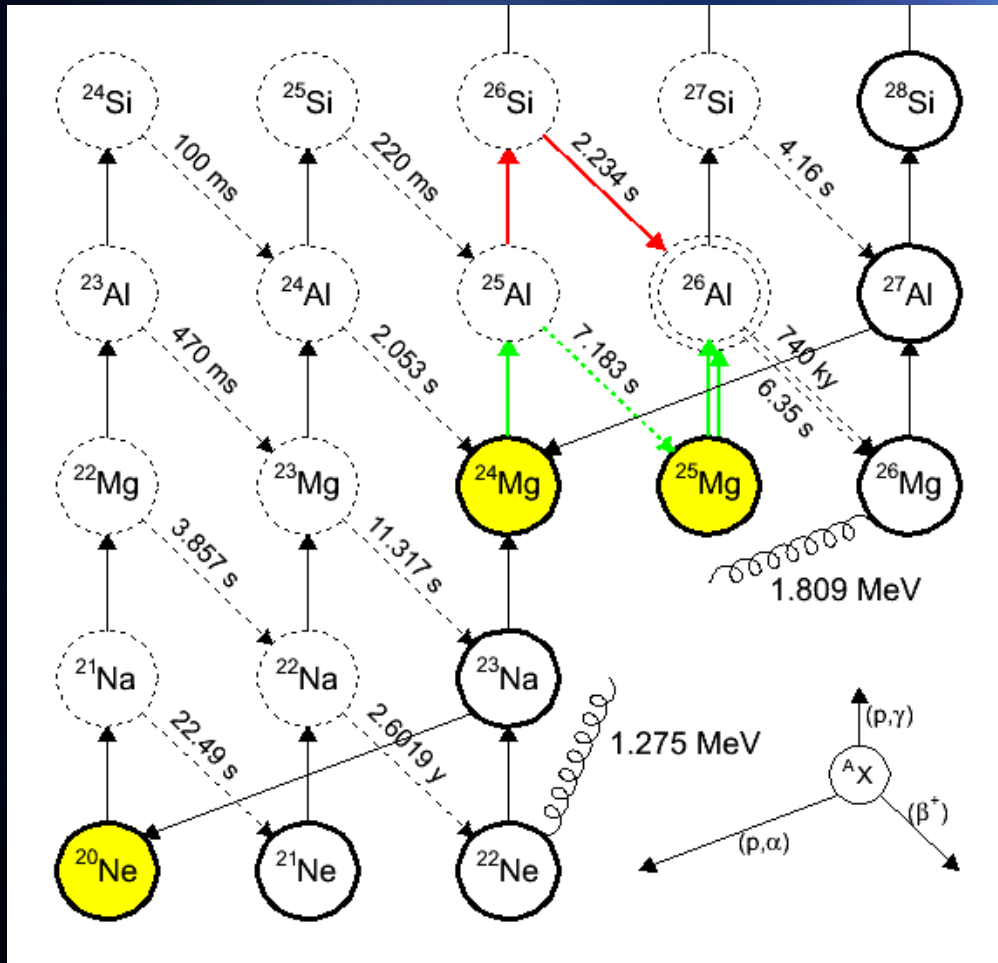 ²⁴Si ²⁵Si ²⁶Si ²⁷Si ²⁸Si
100 ms 220 ms 2.234 s 4.16 s
²³Al ²⁴Al ²⁵Al ²⁶Al ²⁷Al
470 ms 2.053 s 7.183 s 740 ky
6.35 s
²²Mg ²³Mg ²⁴Mg ²⁵Mg ²⁶Mg
3.857 s 11.317 s 1.809 MeV
²¹Na ²²Na ²³Na
22.49 s 2.6019 y 1.275 MeV
²⁰Ne ²¹Ne ²²Ne
(p,γ)
ᴬX
(β⁺)
(p,α)